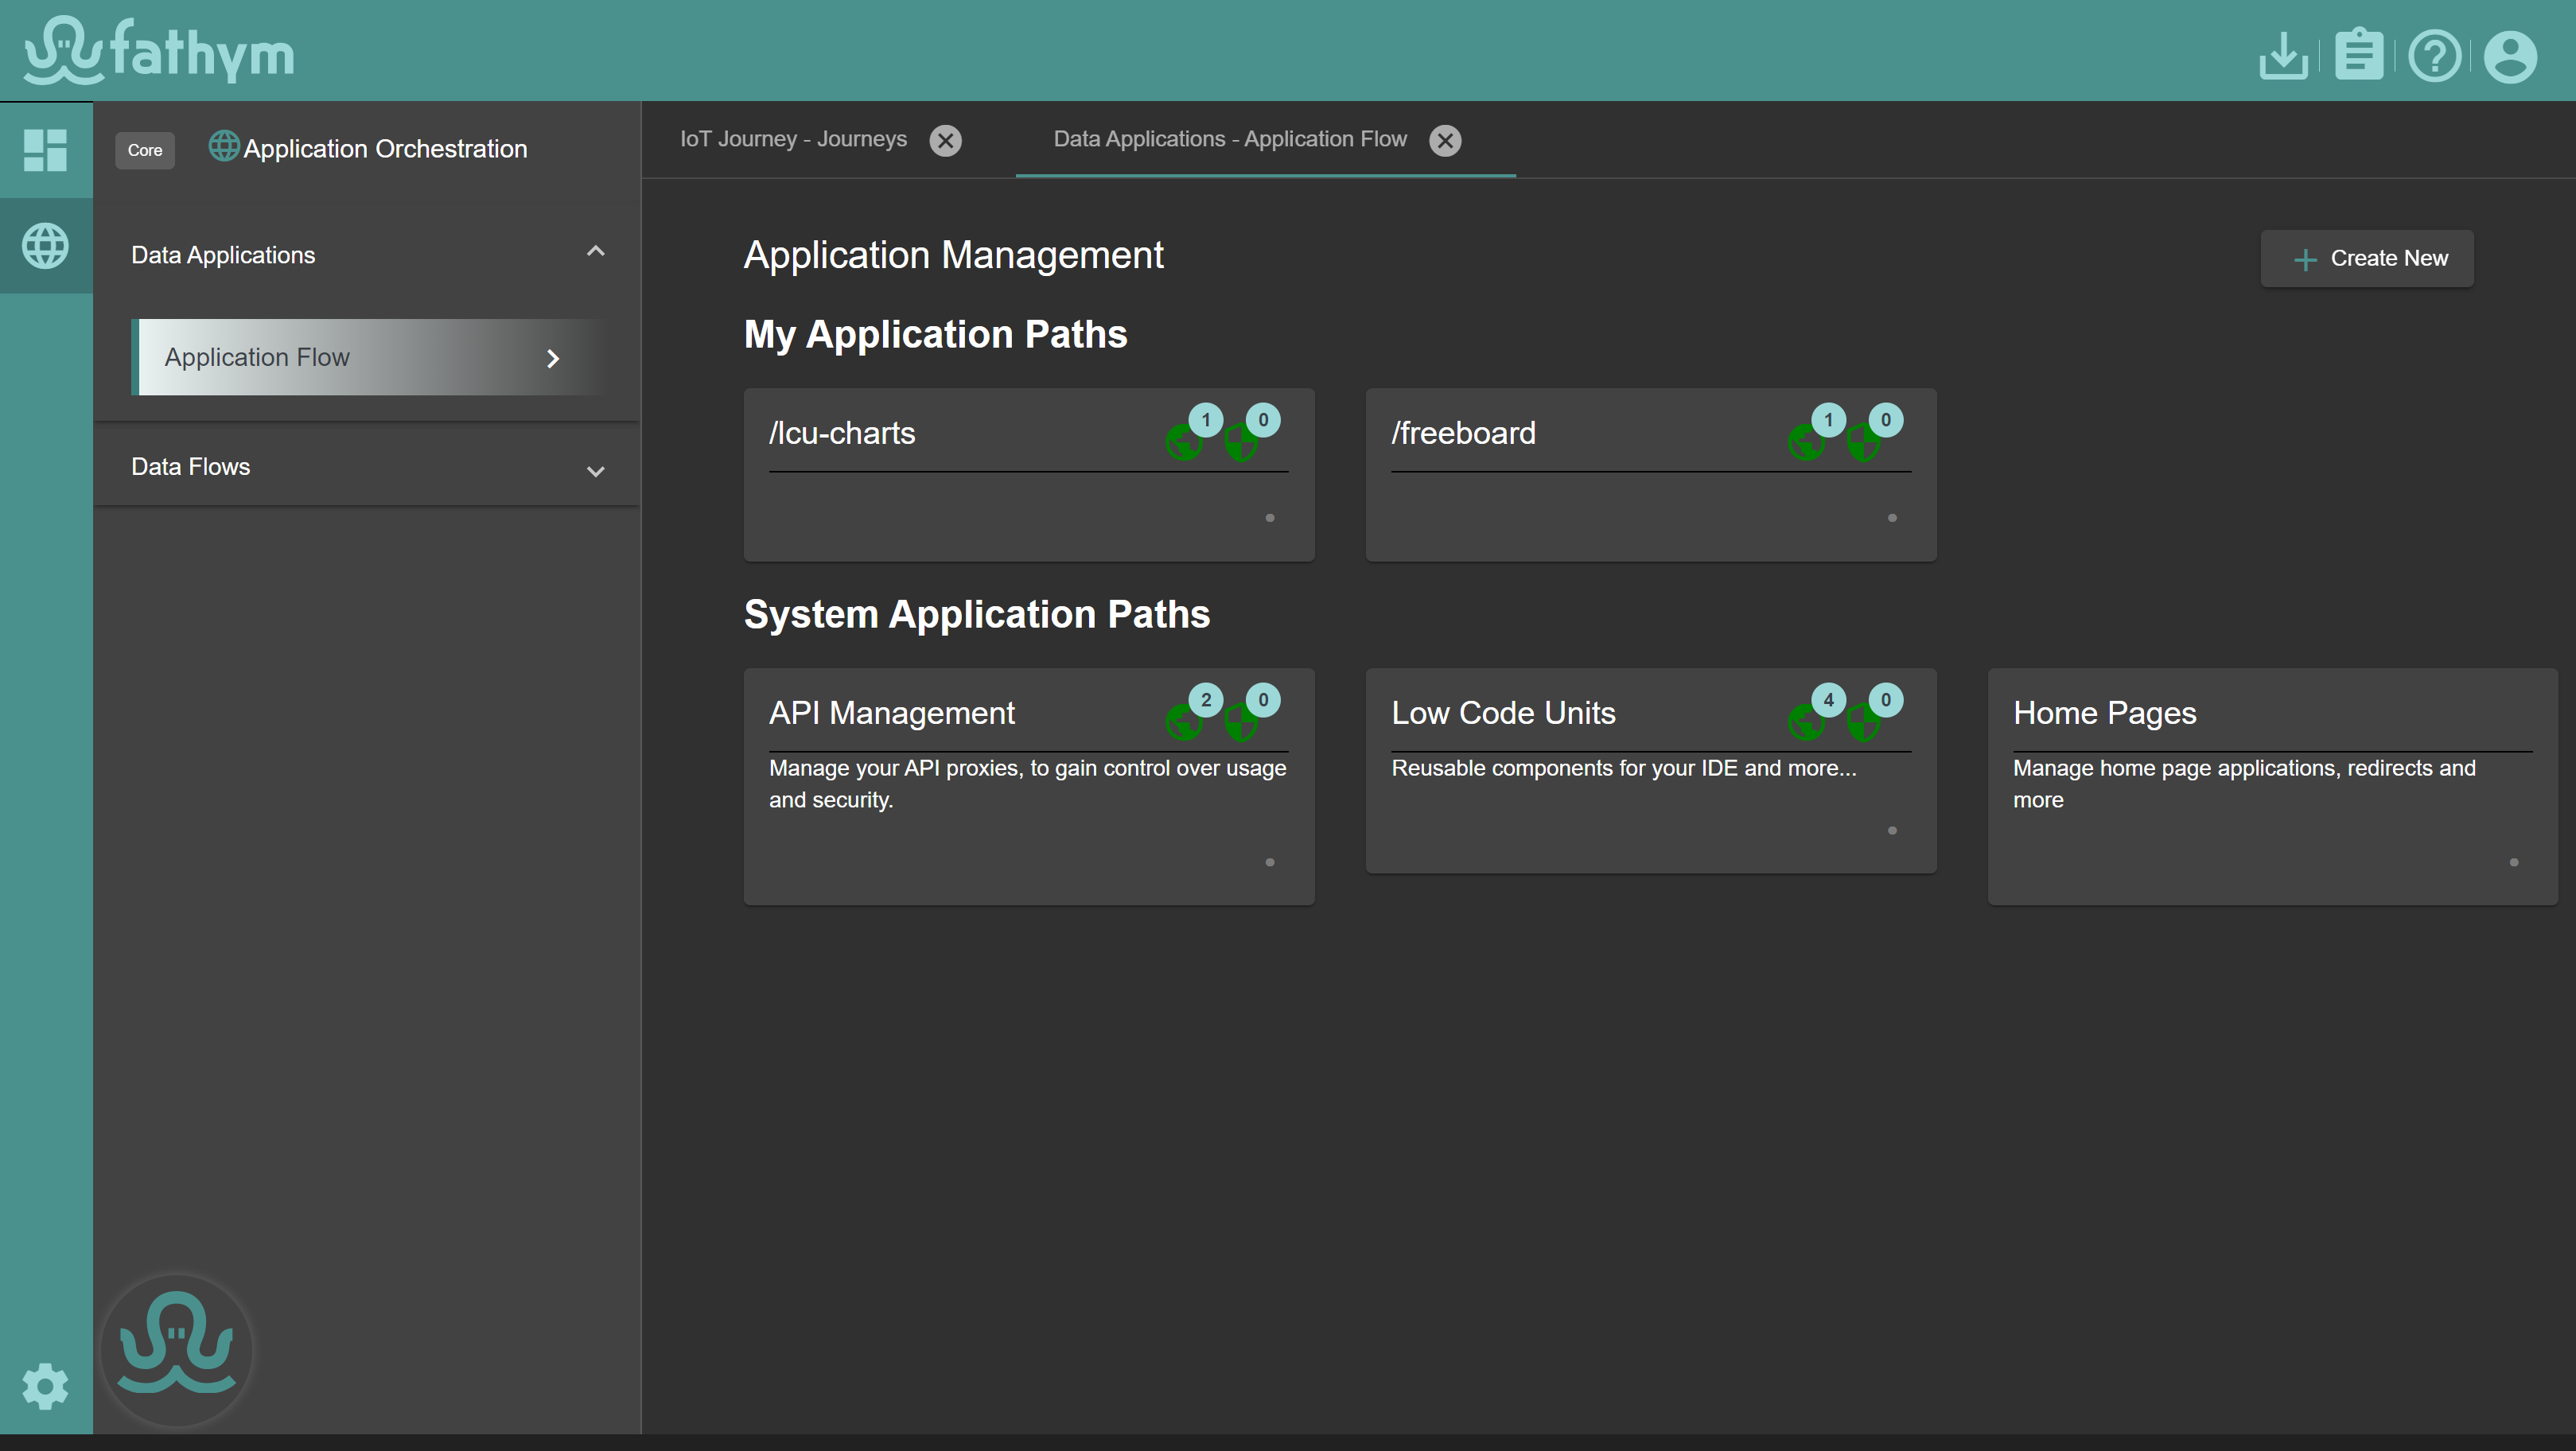 fathym
Core
Application Orchestration
IoT Journey - Journeys
Data Applications - Application Flow
Data Applications
Application Flow
Data Flows
Application Management
Create New
My Application Paths
/lcu-charts
1
0
/freeboard
1
0
System Application Paths
API Management
2
0
Manage your API proxies, to gain control over usage
and security.
Low Code Units
4
0
Reusable components for your IDE and more...
Home Pages
Manage home page applications, redirects and
more